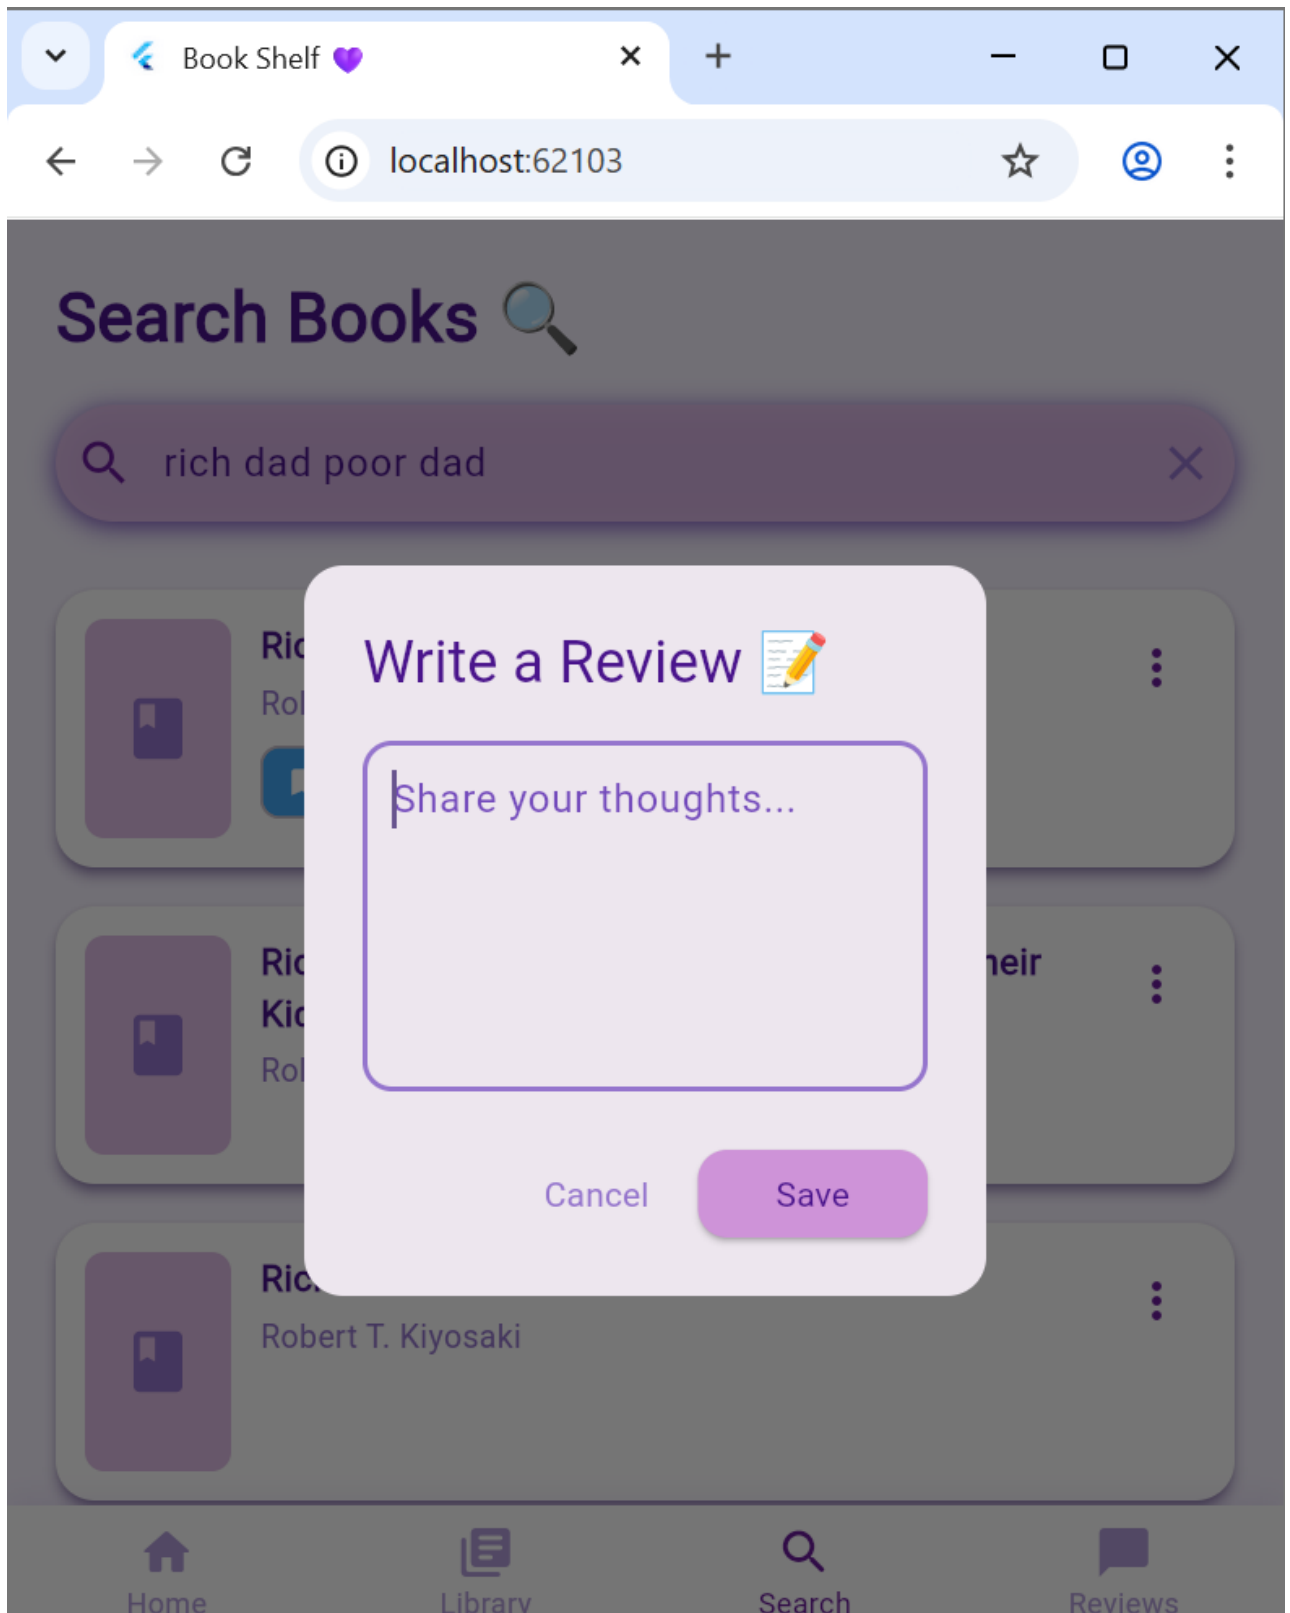 Book Shelf 💜
localhost:62103
Search Books 🔍
rich dad poor dad
Write a Review 📝
Share your thoughts...
Cancel
Save
Robert T. Kiyosaki
Home
Library
Search
Reviews